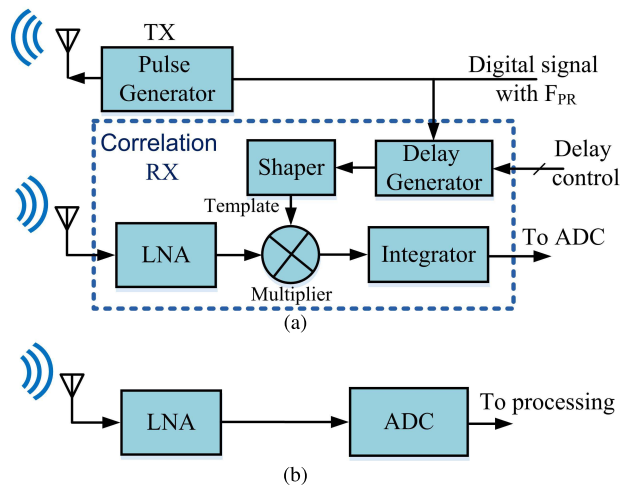 TX
Pulse
Generator
Digital signal
with F_PR
Correlation
RX
Shaper
Delay
Generator
Delay
control
Template
LNA
Multiplier
Integrator
To ADC
(a)
LNA
ADC
To processing
(b)